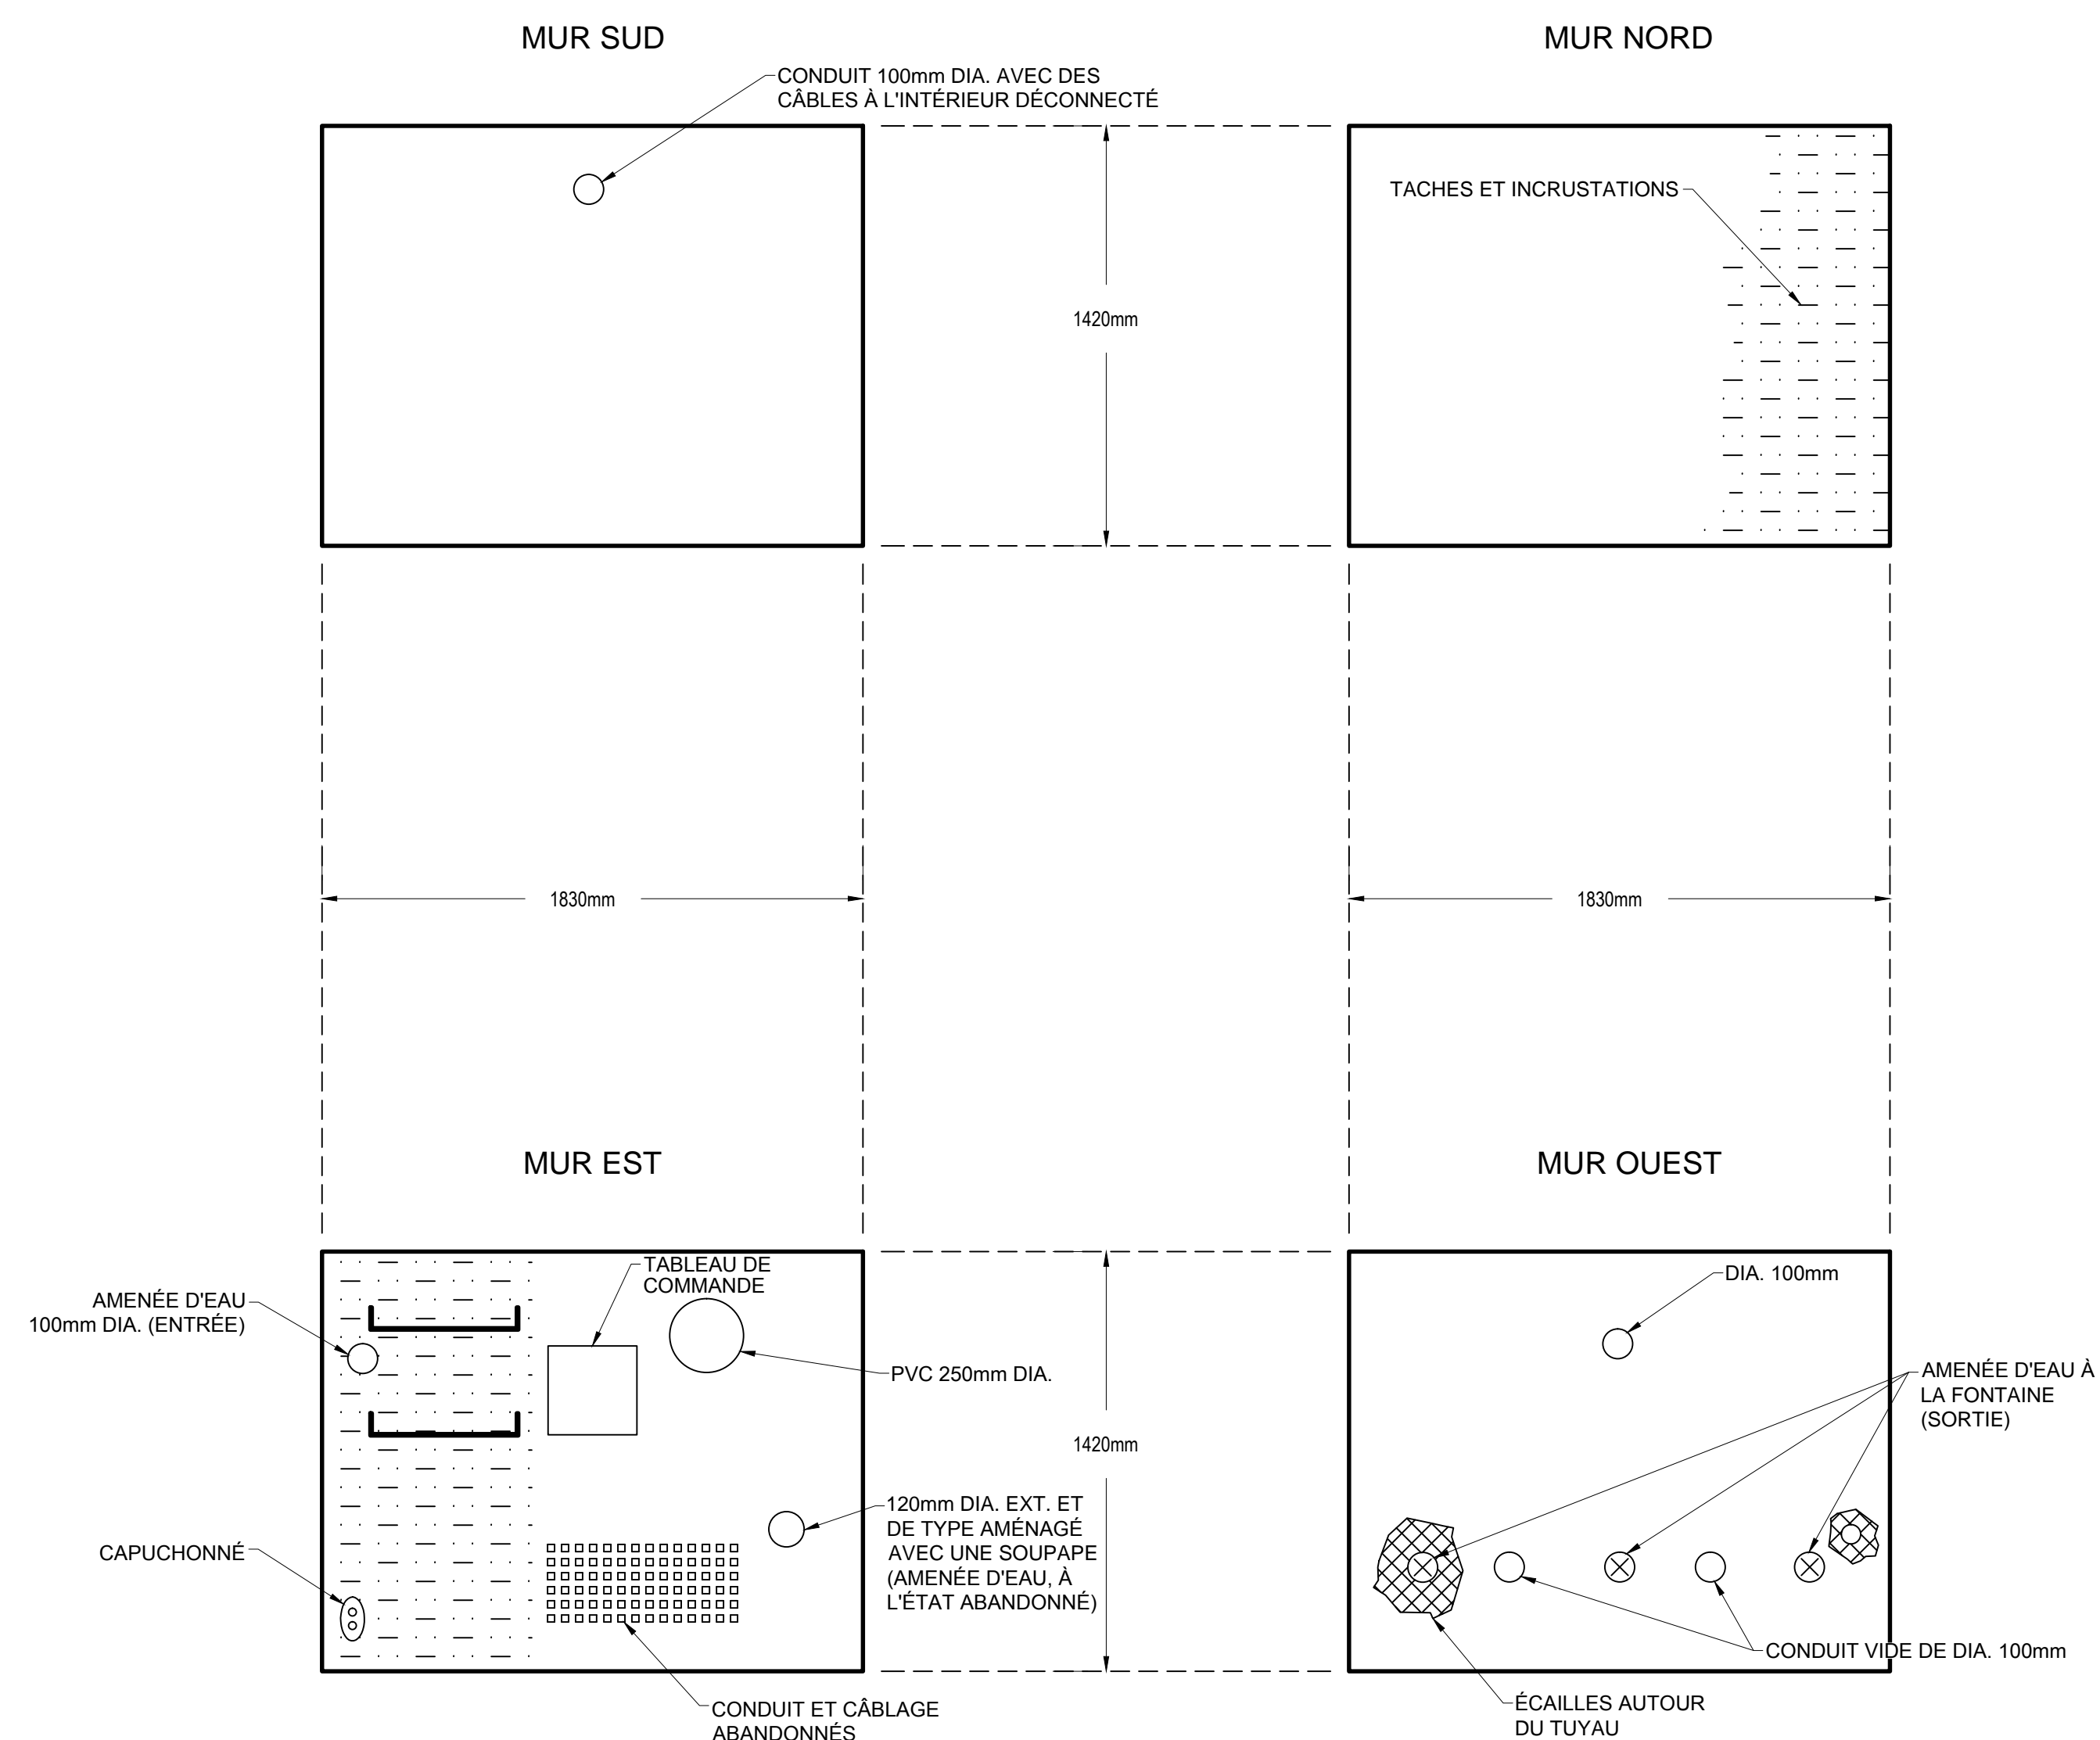 MUR SUD
MUR NORD
CONDUIT 100mm DIA. AVEC DES
CÂBLES À L'INTÉRIEUR DÉCONNECTÉ
TACHES ET INCRUSTATIONS
1420mm
1830mm
1830mm
MUR EST
MUR OUEST
TABLEAU DE
COMMANDE
AMENÉE D'EAU
100mm DIA. (ENTRÉE)
PVC 250mm DIA.
DIA. 100mm
AMENÉE D'EAU À
LA FONTAINE
(SORTIE)
1420mm
120mm DIA. EXT. ET
DE TYPE AMÉNAGÉ
AVEC UNE SOUPAPE
(AMENÉE D'EAU, À
L'ÉTAT ABANDONNÉ)
CAPUCHONNÉ
CONDUIT VIDE DE DIA. 100mm
CONDUIT ET CÂBLAGE
ABANDONNÉS
ÉCAILLES AUTOUR
DU TUYAU